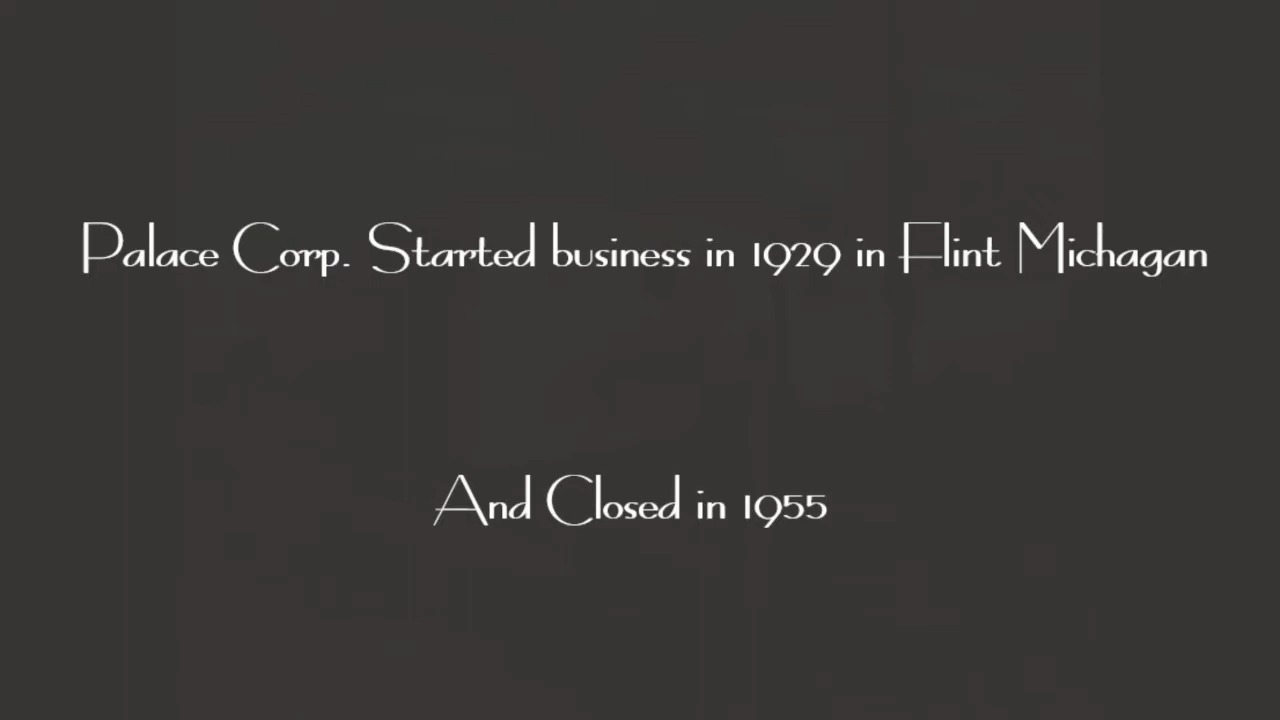 Palace Corp. Started business in 1929 in Flint Michagan
And Closed in 1955